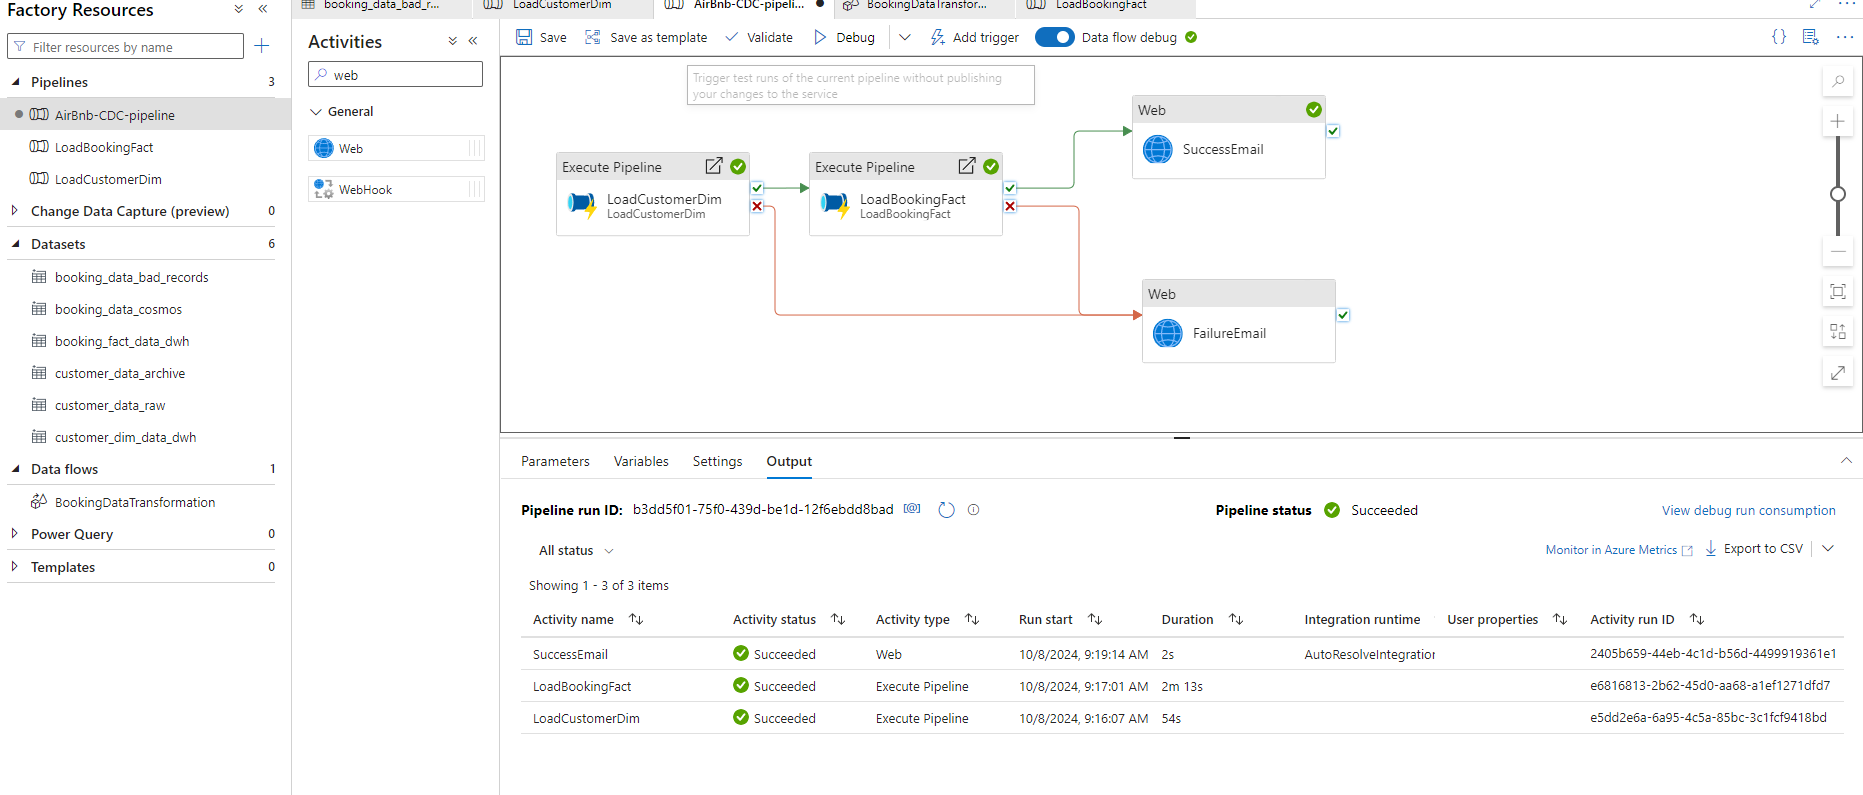 Factory Resources
Filter resources by name
Pipelines 3
AirBnb-CDC-pipeline
LoadBookingFact
LoadCustomerDim
Change Data Capture (preview) 0
Datasets 6
booking_data_bad_records
booking_data_cosmos
booking_fact_data_dwh
customer_data_archive
customer_data_raw
customer_dim_data_dwh
Data flows 1
BookingDataTransformation
Power Query 0
Templates 0
booking_data_bad_r...
LoadCustomerDim
AirBnb-CDC-pipeli...
BookingDataTransfor...
LoadBookingFact
Activities
web
General
Web
WebHook
Save
Save as template
Validate
Debug
Add trigger
Data flow debug
Trigger test runs of the current pipeline without publishing
your changes to the service
Execute Pipeline
LoadCustomerDim
LoadCustomerDim
Execute Pipeline
LoadBookingFact
LoadBookingFact
Web
SuccessEmail
Web
FailureEmail
Parameters Variables Settings Output
Pipeline run ID: b3dd5f01-75f0-439d-be1d-12f6ebdd8bad
Pipeline status Succeeded
View debug run consumption
All status
Monitor in Azure Metrics
Export to CSV
Showing 1 - 3 of 3 items
Activity name Activity status Activity type Run start Duration Integration runtime User properties Activity run ID
SuccessEmail Succeeded Web 10/8/2024, 9:19:14 AM 2s AutoResolveIntegration 2405b659-44eb-4c1d-b56d-4499919361e1
LoadBookingFact Succeeded Execute Pipeline 10/8/2024, 9:17:01 AM 2m 13s e6816813-2b62-45d0-aa68-a1ef1271dfd7
LoadCustomerDim Succeeded Execute Pipeline 10/8/2024, 9:16:07 AM 54s e5dd2e6a-6a95-4c5a-85bc-3c1fcf9418bd